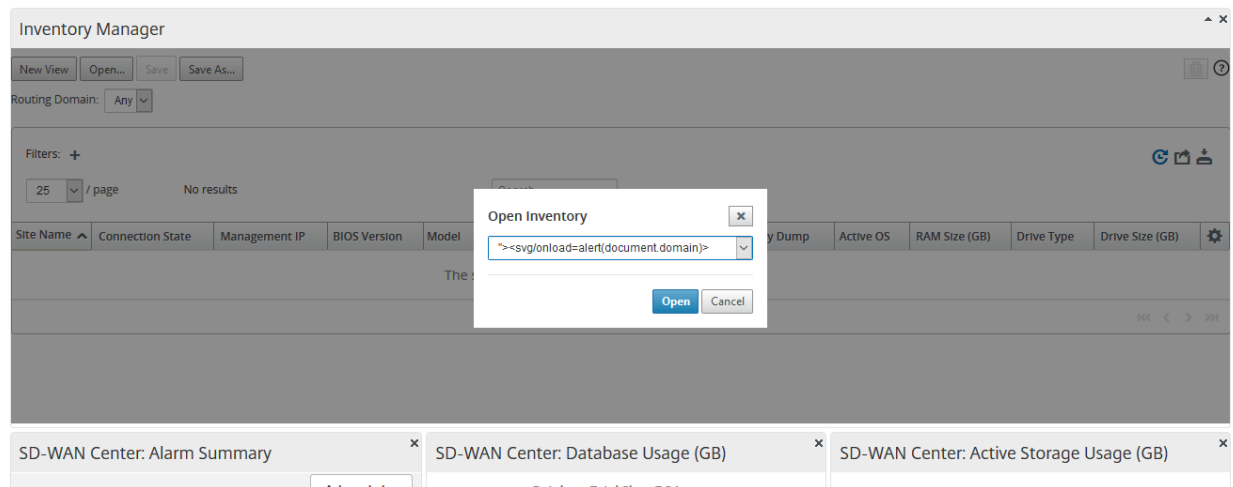 Inventory Manager
New View Open... Save Save As...
Routing Domain: Any
Filters:
25 / page No results
Open Inventory
"><svg/onload=alert(document.domain)>
Open Cancel
Site Name Connection State Management IP BIOS Version Model y Dump Active OS RAM Size (GB) Drive Type Drive Size (GB)
The
SD-WAN Center: Alarm Summary SD-WAN Center: Database Usage (GB) SD-WAN Center: Active Storage Usage (GB)